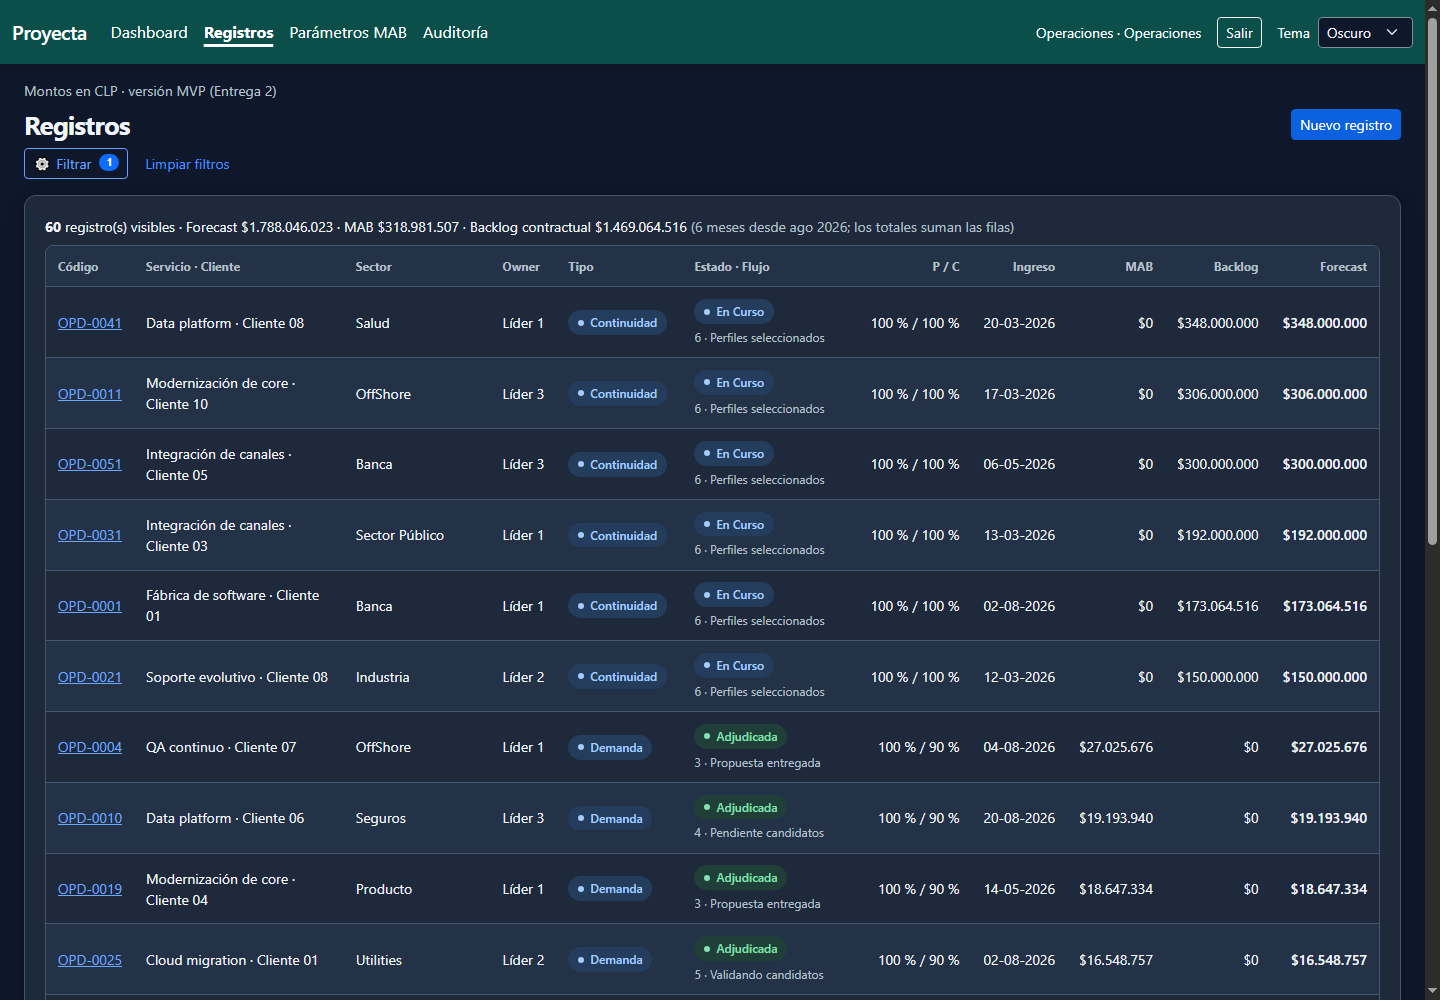 Proyecta Dashboard Registros Parámetros MAB Auditoría Operaciones · Operaciones Salir Tema Oscuro
Montos en CLP · versión MVP (Entrega 2)
Registros
Nuevo registro
Filtrar 1 Limpiar filtros
60 registro(s) visibles · Forecast $1.788.046.023 · MAB $318.981.507 · Backlog contractual $1.469.064.516 (6 meses desde ago 2026; los totales suman las filas)
Código Servicio · Cliente Sector Owner Tipo Estado · Flujo P / C Ingreso MAB Backlog Forecast
OPD-0041 Data platform · Cliente 08 Salud Líder 1 Continuidad En Curso 100 % / 100 % 20-03-2026 $0 $348.000.000 $348.000.000
6 · Perfiles seleccionados
OPD-0011 Modernización de core · OffShore Líder 3 Continuidad En Curso 100 % / 100 % 17-03-2026 $0 $306.000.000 $306.000.000
Cliente 10 6 · Perfiles seleccionados
OPD-0051 Integración de canales · Banca Líder 3 Continuidad En Curso 100 % / 100 % 06-05-2026 $0 $300.000.000 $300.000.000
Cliente 05 6 · Perfiles seleccionados
OPD-0031 Integración de canales · Sector Público Líder 1 Continuidad En Curso 100 % / 100 % 13-03-2026 $0 $192.000.000 $192.000.000
Cliente 03 6 · Perfiles seleccionados
OPD-0001 Fábrica de software · Cliente Banca Líder 1 Continuidad En Curso 100 % / 100 % 02-08-2026 $0 $173.064.516 $173.064.516
01 6 · Perfiles seleccionados
OPD-0021 Soporte evolutivo · Cliente 08 Industria Líder 2 Continuidad En Curso 100 % / 100 % 12-03-2026 $0 $150.000.000 $150.000.000
6 · Perfiles seleccionados
OPD-0004 QA continuo · Cliente 07 OffShore Líder 1 Demanda Adjudicada 100 % / 90 % 04-08-2026 $27.025.676 $0 $27.025.676
3 · Propuesta entregada
OPD-0010 Data platform · Cliente 06 Seguros Líder 3 Demanda Adjudicada 100 % / 90 % 20-08-2026 $19.193.940 $0 $19.193.940
4 · Pendiente candidatos
OPD-0019 Modernización de core · Producto Líder 1 Demanda Adjudicada 100 % / 90 % 14-05-2026 $18.647.334 $0 $18.647.334
Cliente 04 3 · Propuesta entregada
OPD-0025 Cloud migration · Cliente 01 Utilities Líder 2 Demanda Adjudicada 100 % / 90 % 02-08-2026 $16.548.757 $0 $16.548.757
5 · Validando candidatos